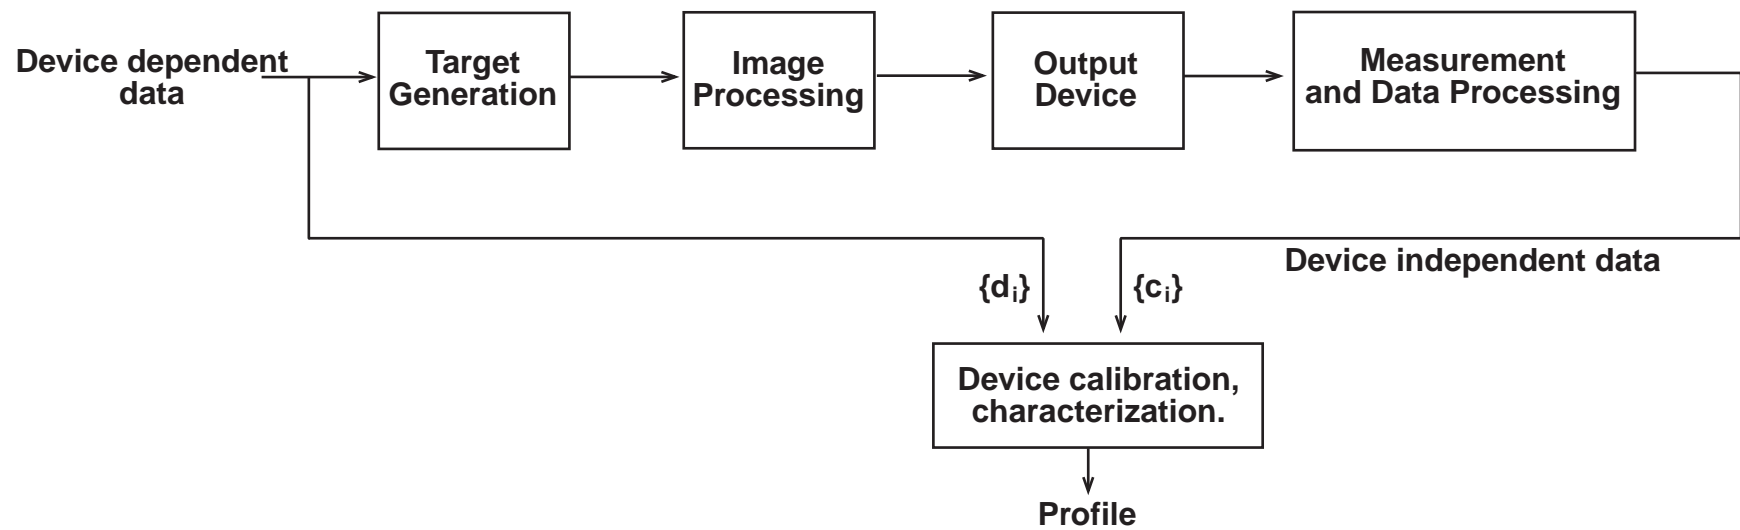 Device dependent
data
Target
Generation
Image
Processing
Output
Device
Measurement
and Data Processing
Device independent data
{di}
{ci}
Device calibration,
characterization.
Profile